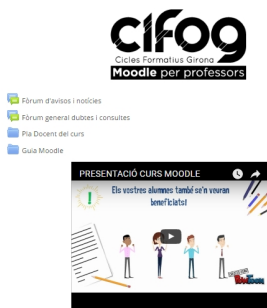 cifog
Cicles Formatius Girona
Moodle per professors
Fòrum d'avisos i notícies
Fòrum general dubtes i consultes
Pla Docent del curs
Guia Moodle
PRESENTACIÓ CURS MOODLE
Els vostres alumnes també se'n veuran
beneficiats!